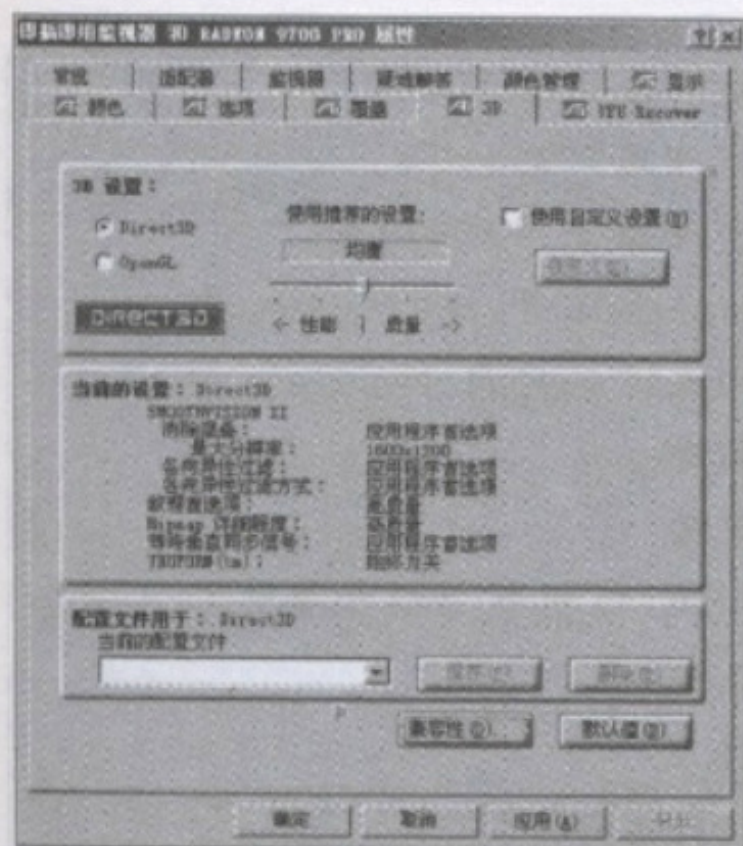 即插即用监视器 和 RADEON 9700 PRO 属性
常规 适配器 监视器 疑难解答 颜色管理 显示
颜色 选项 覆盖 3D VPU Recover
3D 设置：
Direct3D
OpenGL
DIRECT3D
使用推荐的设置:
均衡
<- 性能 | 质量 ->
使用自定义设置(U)
当前的设置： Direct3D
SMOOTHVISION II
消除混叠： 应用程序首选项
最大分辨率： 1600x1200
各向异性过滤： 应用程序首选项
各向异性过滤方式： 应用程序首选项
纹理首选项： 高质量
Mipmap 详细程度： 高质量
等待垂直同步信号： 应用程序首选项
TRUFORM(tm)：
配置文件用于： Direct3D
当前的配置文件
兼容性(O)... 默认值(D)
确定 取消 应用(A)